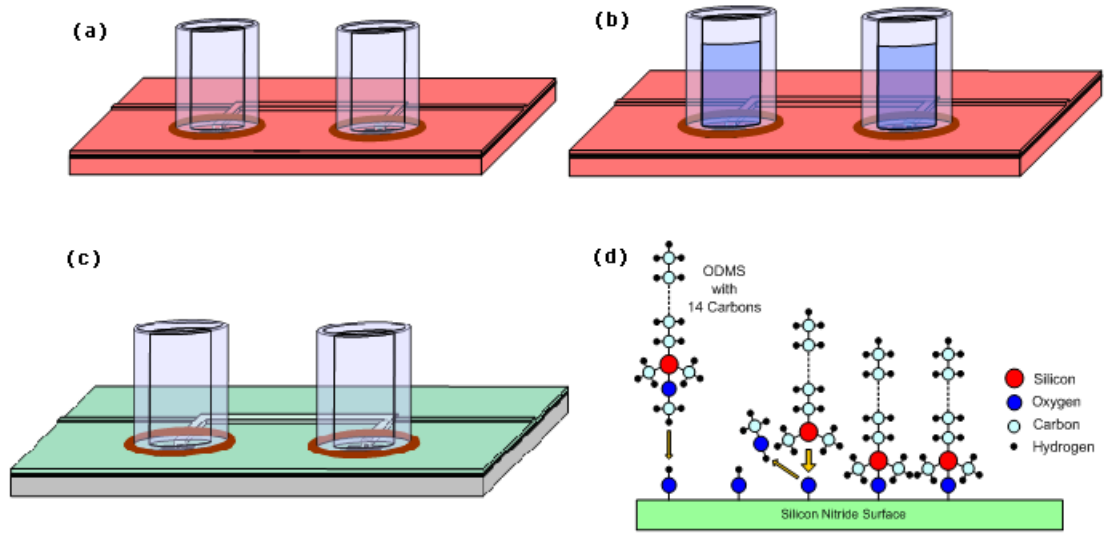 (a)
(b)
(c)
(d)
ODMS
with
14 Carbons
Silicon
Oxygen
Carbon
Hydrogen
Silicon Nitride Surface